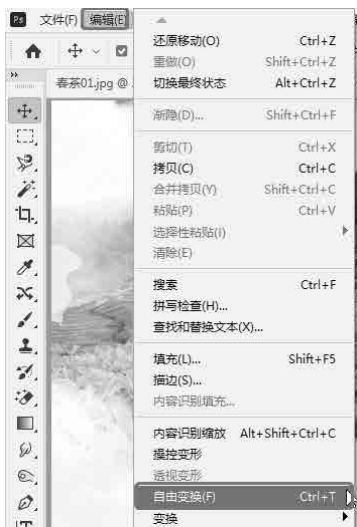 Ps 文件(F) 编辑(E)
还原移动(O) Ctrl+Z
重做(O) Shift+Ctrl+Z
切换最终状态 Alt+Ctrl+Z
春茶01.jpg @
渐隐(D)... Shift+Ctrl+F
剪切(T) Ctrl+X
拷贝(C) Ctrl+C
合并拷贝(Y) Shift+Ctrl+C
粘贴(P) Ctrl+V
选择性粘贴(I)
清除(E)
搜索 Ctrl+F
拼写检查(H)...
查找和替换文本(X)...
填充(L)... Shift+F5
描边(S)...
内容识别填充...
内容识别缩放 Alt+Shift+Ctrl+C
操控变形
透视变形
自由变换(F) Ctrl+T
变换